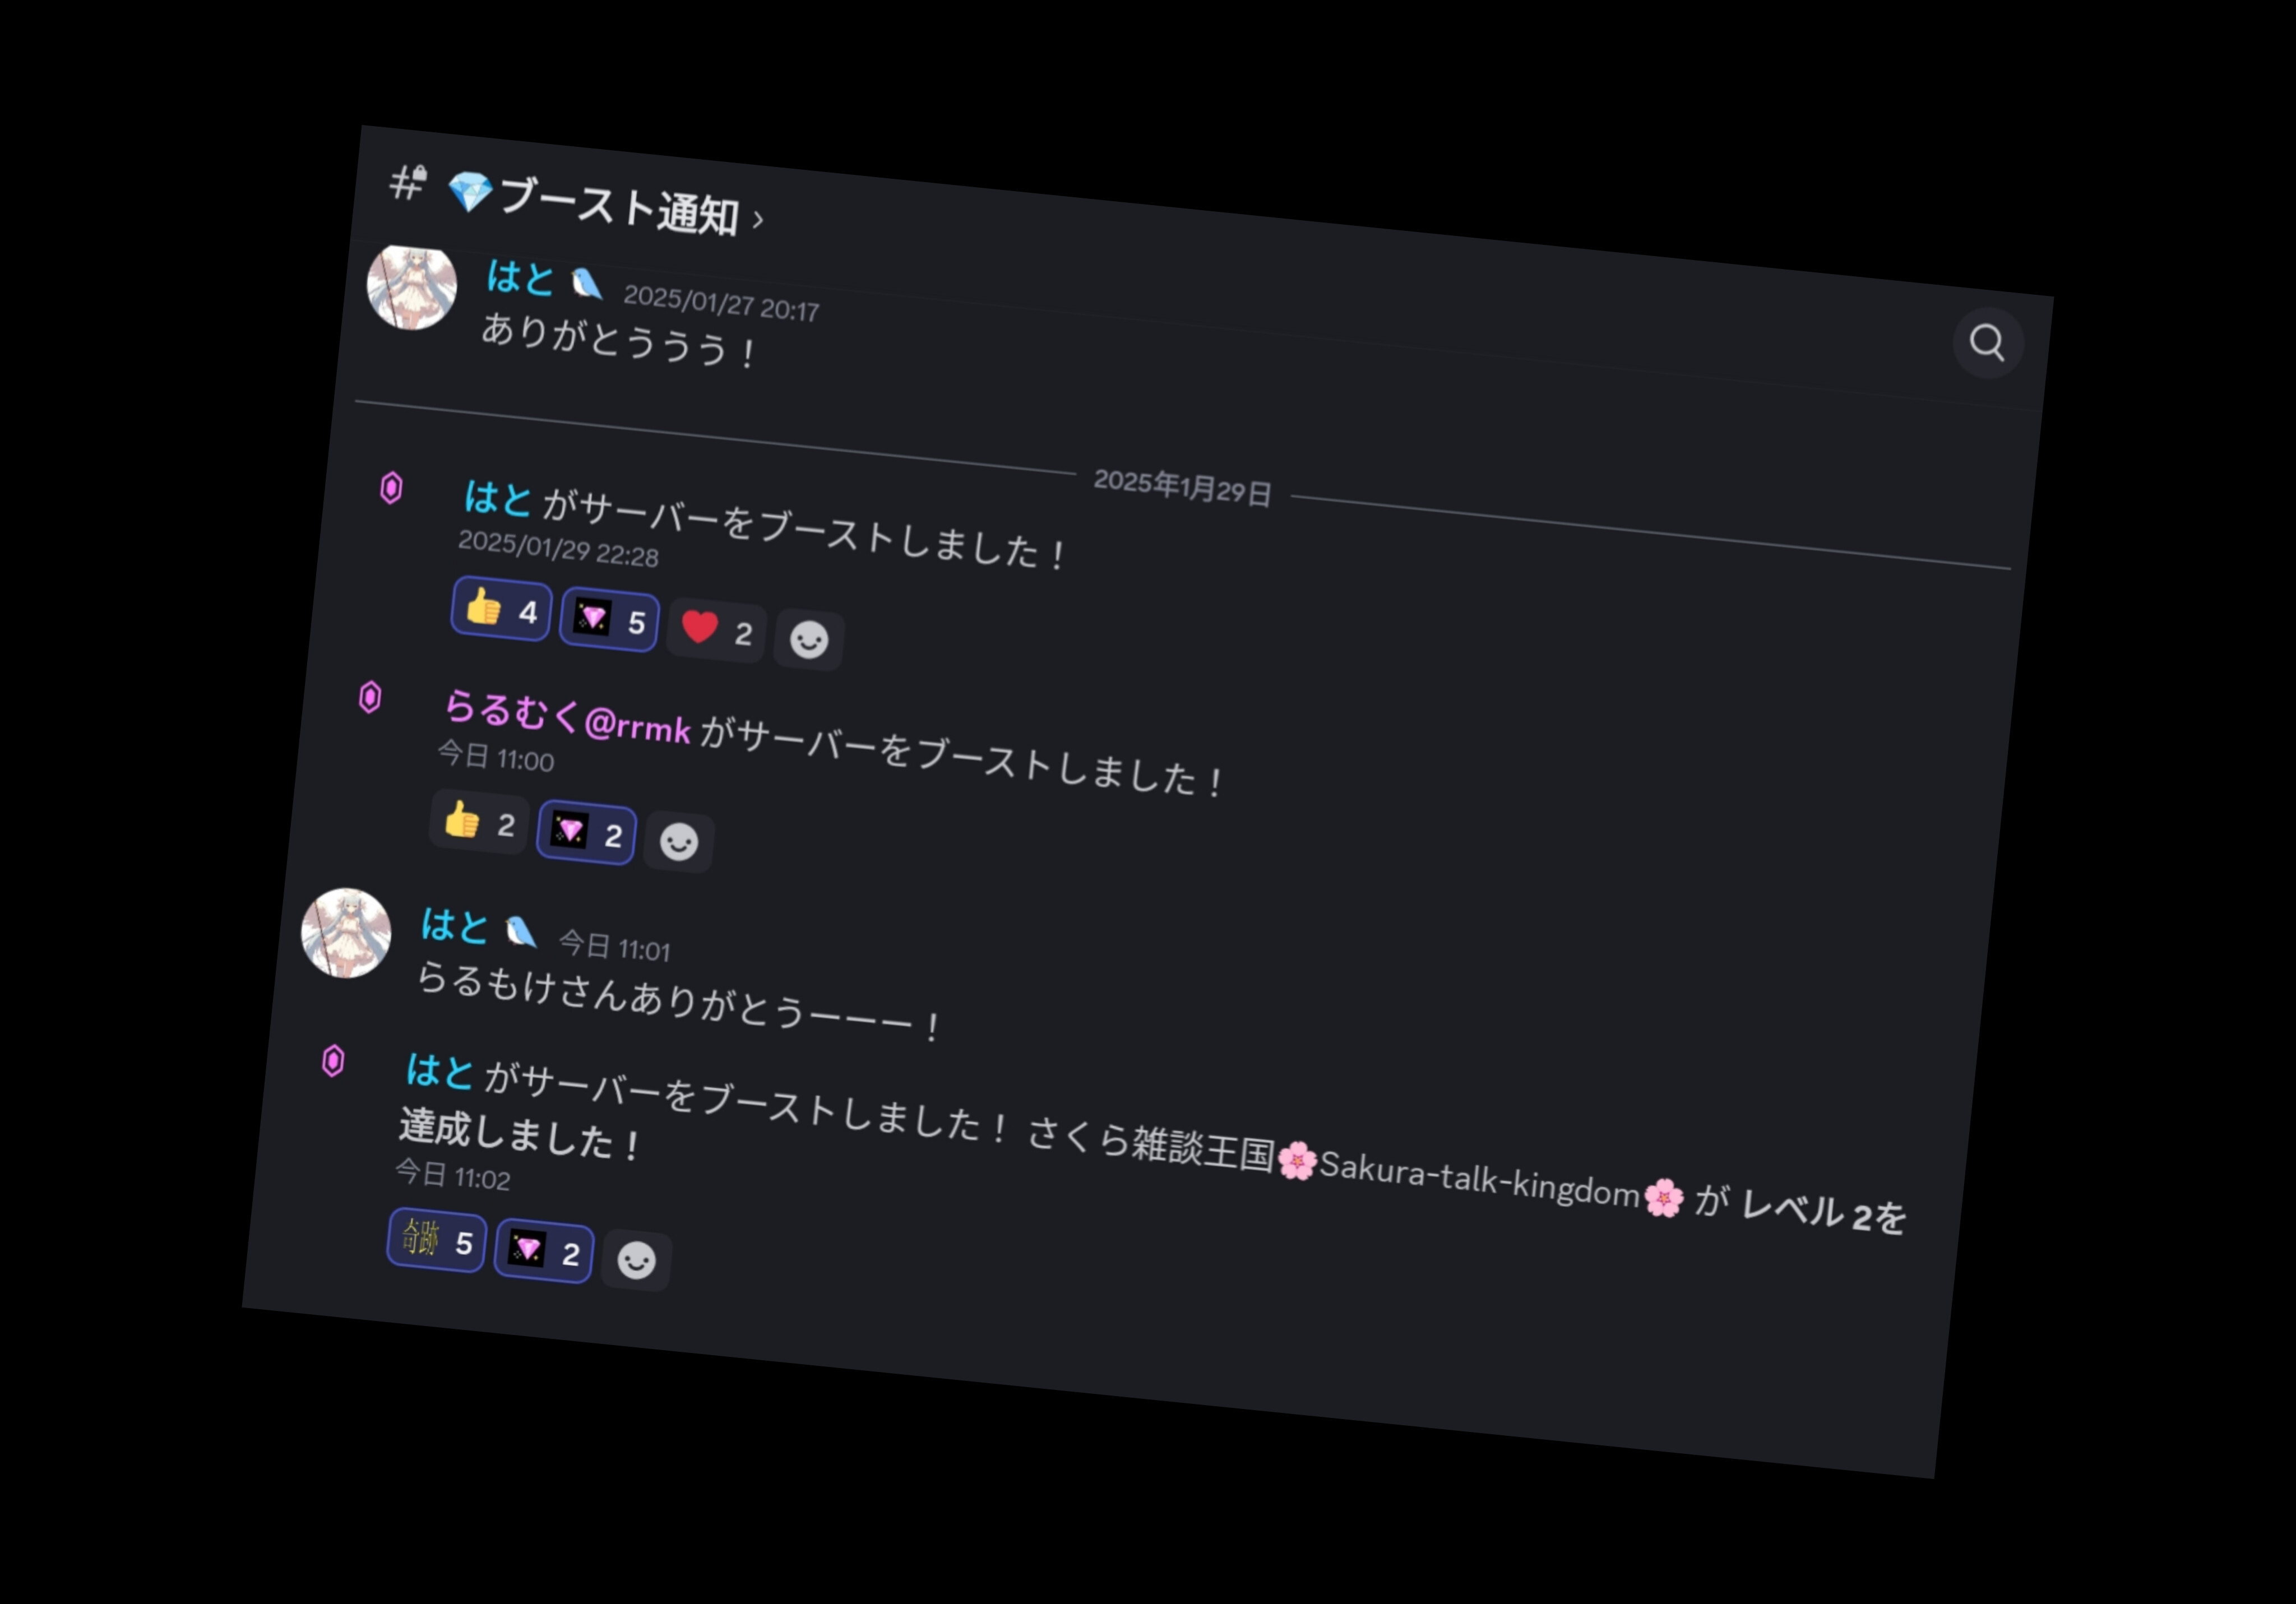 💎ブースト通知 ›
はと 🐦 2025/01/27 20:17
ありがとううう！
2025年1月29日
はと がサーバーをブーストしました！
2025/01/29 22:28
👍 4 5 ❤️ 2
らるむく@rrmk がサーバーをブーストしました！
今日 11:00
👍 2 2
はと 今日 11:01
らるもけさんありがとうーーー！
はと がサーバーをブーストしました！ さくら雑談王国🌸Sakura-talk-kingdom🌸 が レベル 2を
達成しました！
今日 11:02
奇跡 5 2